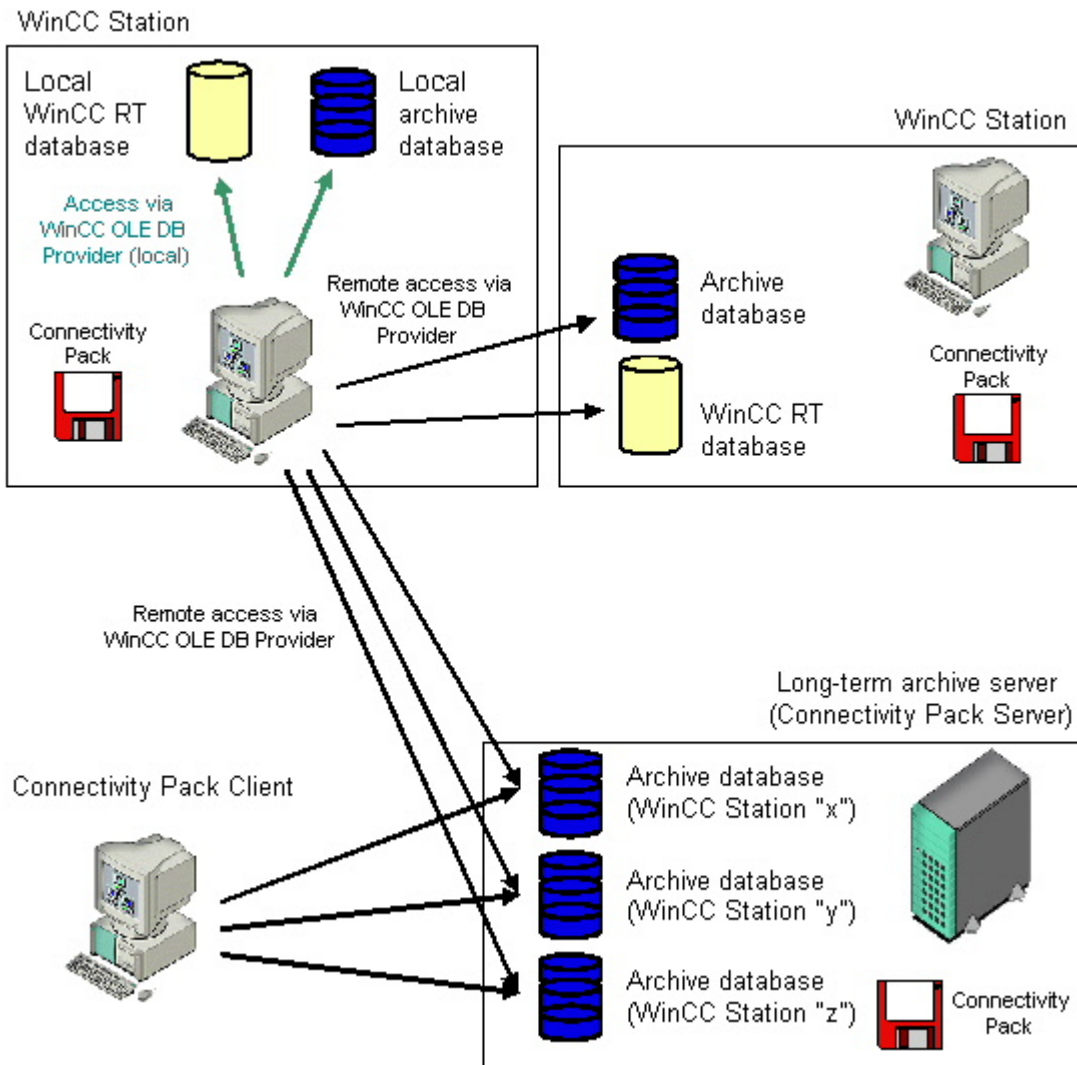 WinCC Station
Local
WinCC RT
database
Local
archive
database
Access via
WinCC OLE DB
Provider (local)
Connectivity
Pack
Remote access via
WinCC OLE DB
Provider
WinCC Station
Archive
database
WinCC RT
database
Connectivity
Pack
Remote access via
WinCC OLE DB Provider
Connectivity Pack Client
Long-term archive server
(Connectivity Pack Server)
Archive database
(WinCC Station "x")
Archive database
(WinCC Station "y")
Archive database
(WinCC Station "z")
Connectivity
Pack